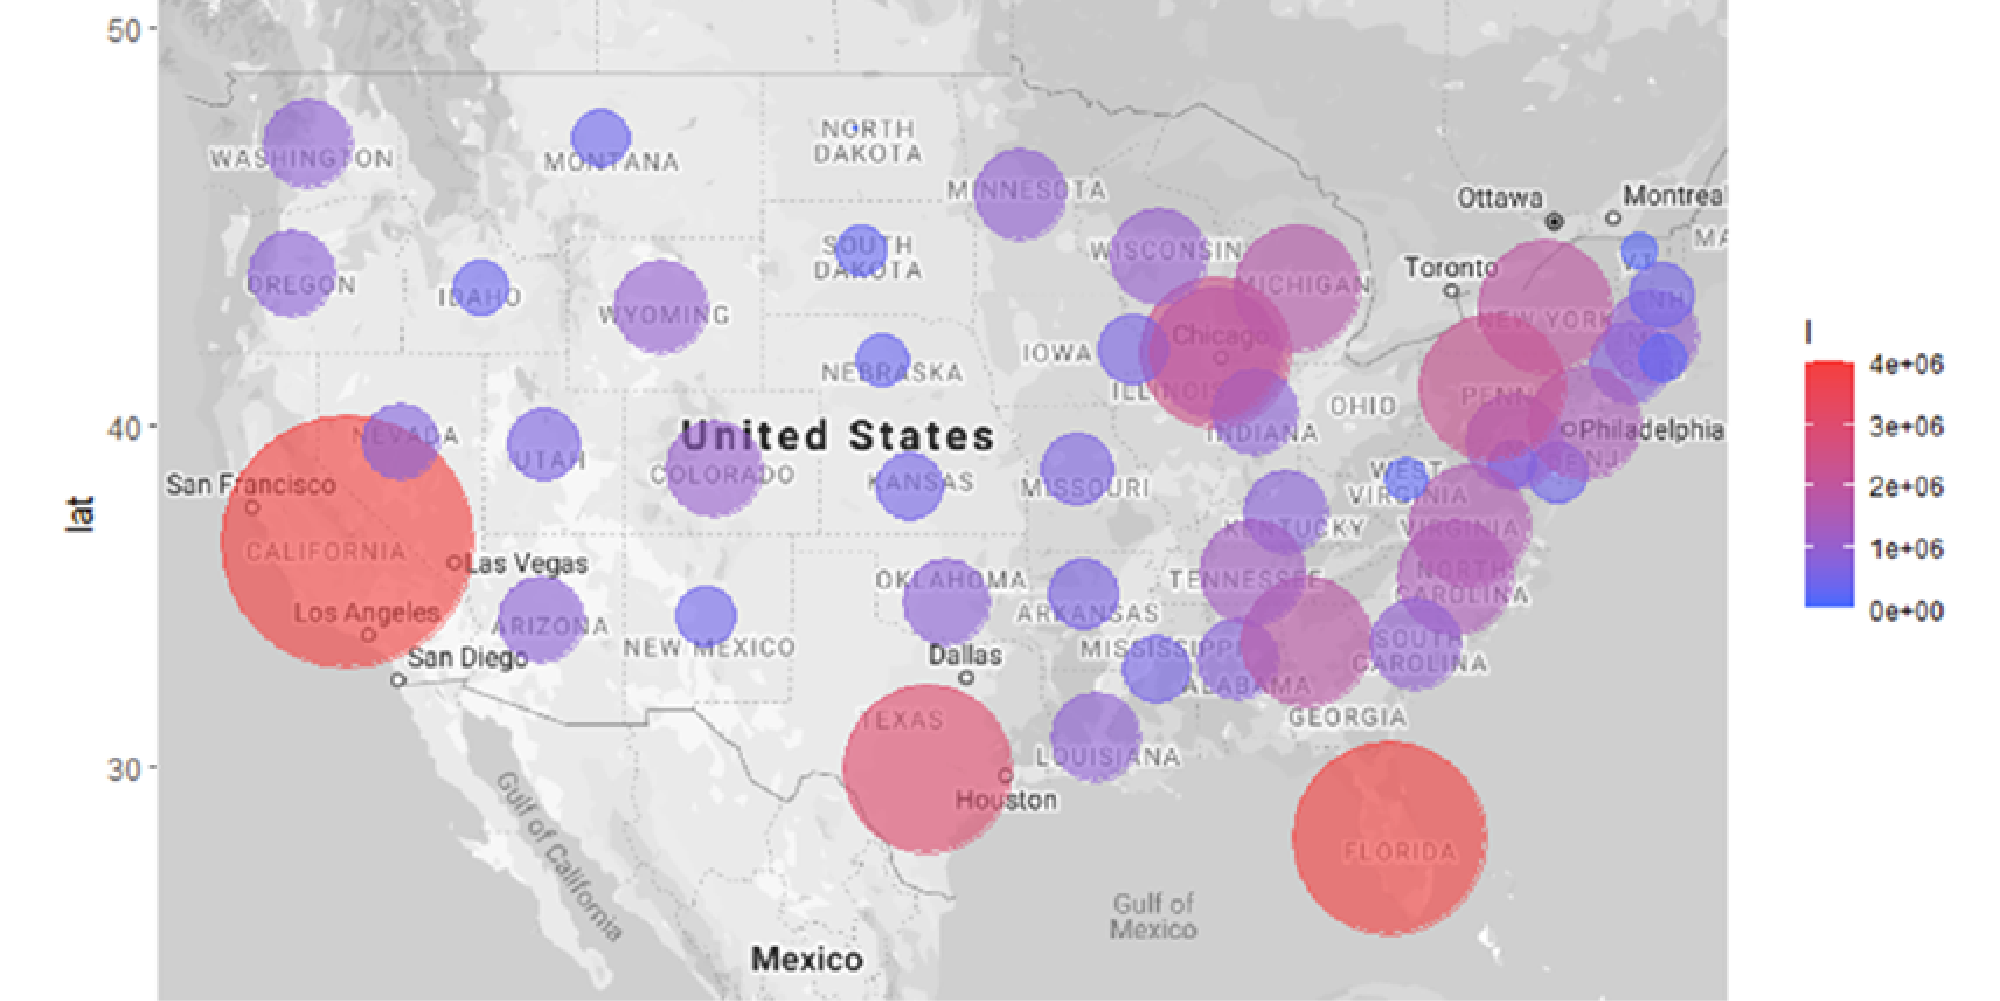 50
40
30
lat
WASHINGTON
MONTANA
NORTH
DAKOTA
MINNESOTA
Ottawa
Montreal
MA
OREGON
IDAHO
WYOMING
SOUTH
DAKOTA
WISCONSIN
MICHIGAN
Toronto
VT
NH
NEW YORK
IOWA
Chicago
NEBRASKA
ILLINOIS
INDIANA
OHIO
PENN
Philadelphia
NJ
NEVADA
UTAH
United States
COLORADO
KANSAS
MISSOURI
WEST
VIRGINIA
VIRGINIA
KENTUCKY
San Francisco
CALIFORNIA
Las Vegas
Los Angeles
San Diego
ARIZONA
NEW MEXICO
OKLAHOMA
ARKANSAS
TENNESSEE
NORTH
CAROLINA
SOUTH
CAROLINA
MISSISSIPPI
ALABAMA
GEORGIA
Dallas
TEXAS
LOUISIANA
Houston
FLORIDA
Gulf of California
Gulf of
Mexico
Mexico
l
4e+06
3e+06
2e+06
1e+06
0e+00